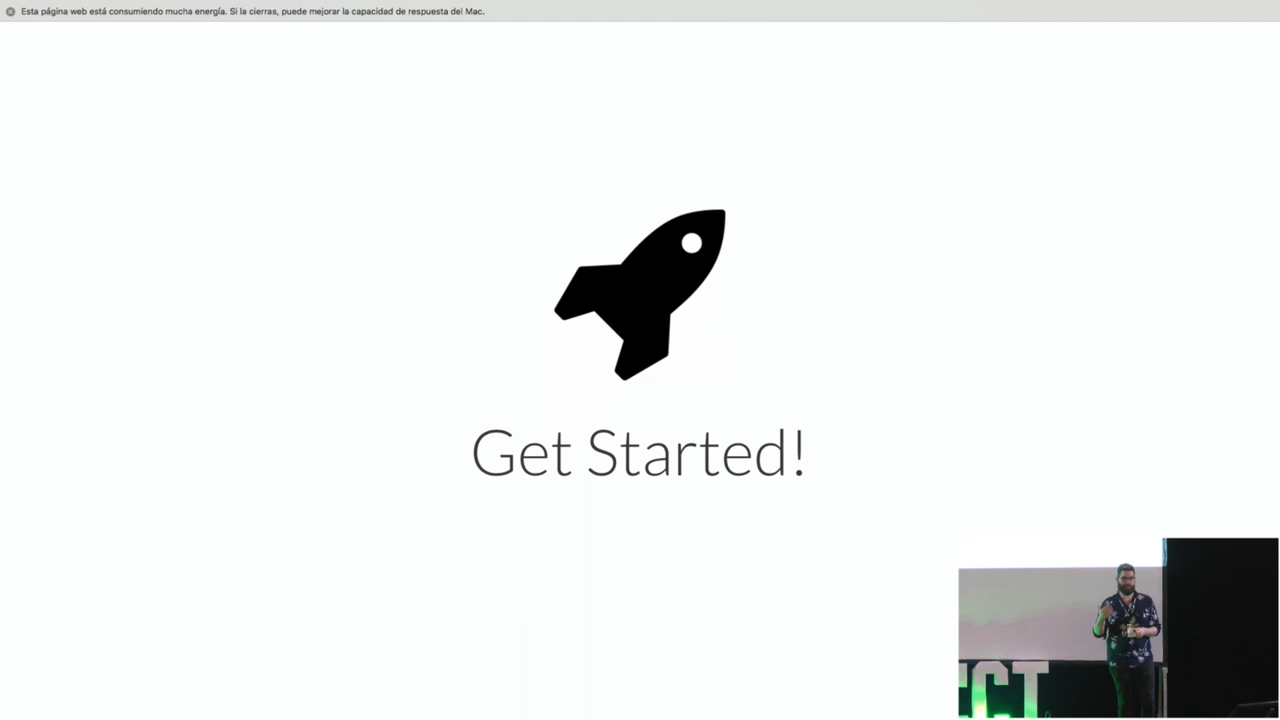 Esta página web está consumiendo mucha energía. Si la cierras, puede mejorar la capacidad de respuesta del Mac.
Get Started!